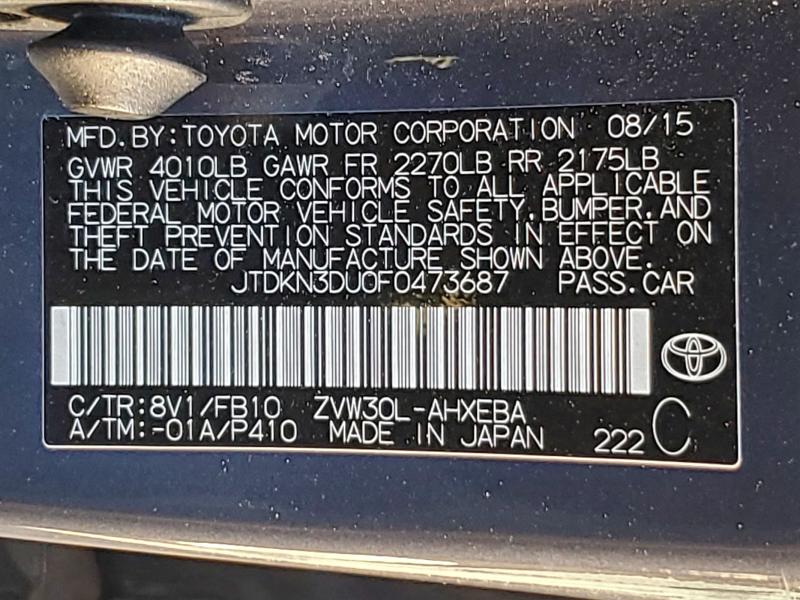 MFD.BY:TOYOTA MOTOR CORPORATION 08/15
GVWR 4010LB GAWR FR 2270LB RR 2175LB
THIS VEHICLE CONFORMS TO ALL APPLICABLE
FEDERAL MOTOR VEHICLE SAFETY,BUMPER,AND
THEFT PREVENTION STANDARDS IN EFFECT ON
THE DATE OF MANUFACTURE SHOWN ABOVE.
JTDKN3DU0F0473687 PASS.CAR
C/TR:8V1/FB10 ZVW30L-AHXEBA
A/TM:-01A/P410 MADE IN JAPAN 222 C